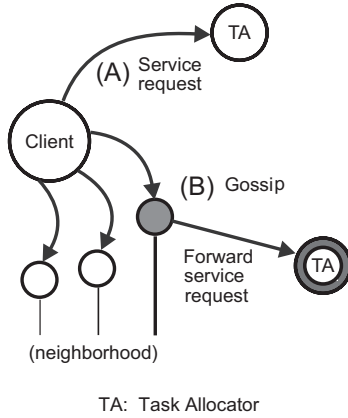 TA
(A) Service
request
Client
(B) Gossip
Forward
service
request
TA
(neighborhood)
TA: Task Allocator